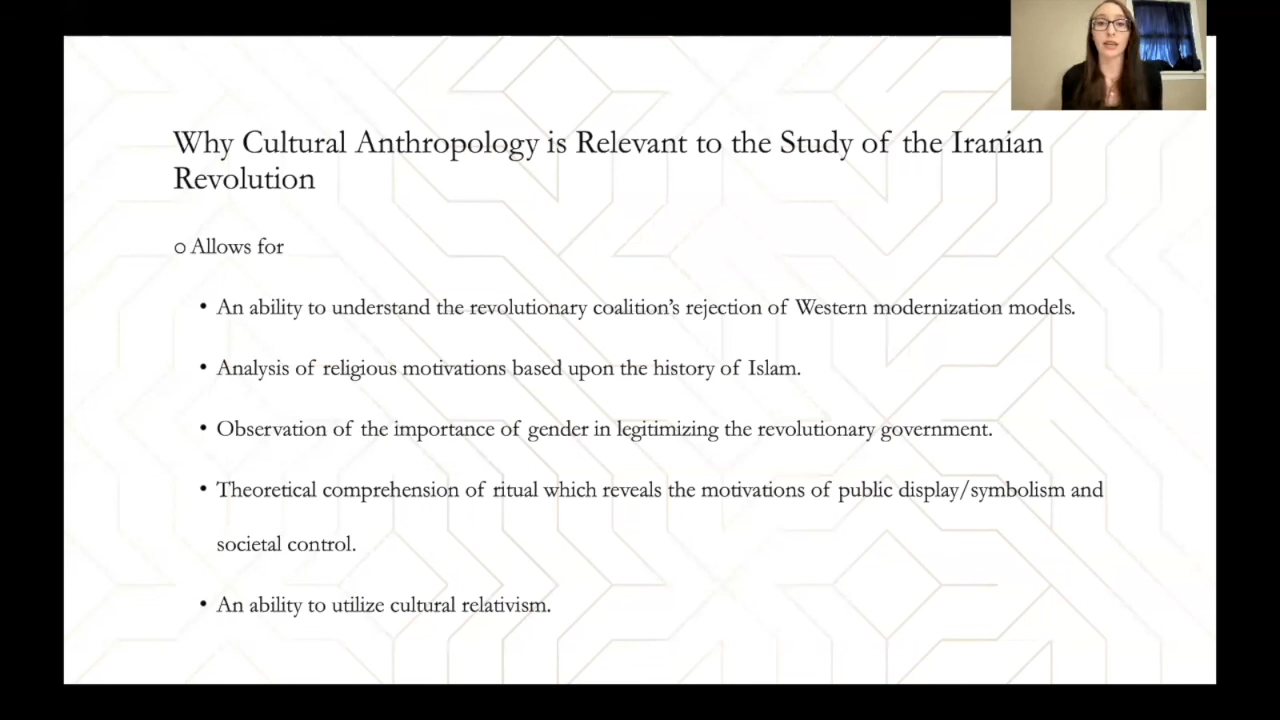 Why Cultural Anthropology is Relevant to the Study of the Iranian
Revolution
o Allows for
• An ability to understand the revolutionary coalition’s rejection of Western modernization models.
• Analysis of religious motivations based upon the history of Islam.
• Observation of the importance of gender in legitimizing the revolutionary government.
• Theoretical comprehension of ritual which reveals the motivations of public display/symbolism and
societal control.
• An ability to utilize cultural relativism.